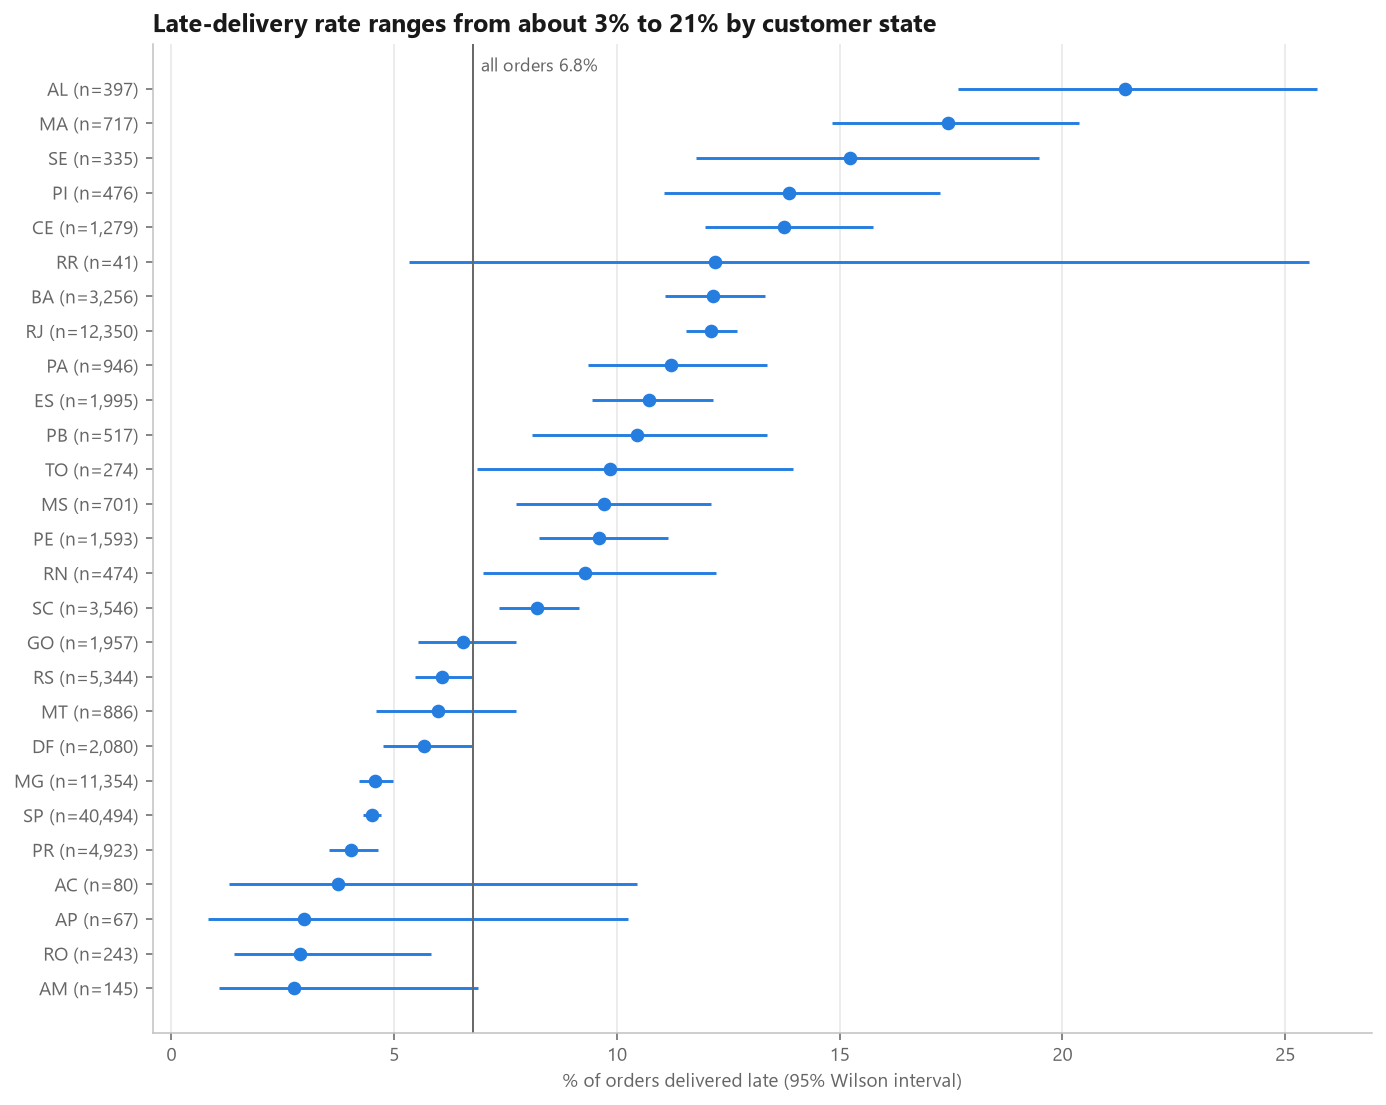 Late-delivery rate ranges from about 3% to 21% by customer state
all orders 6.8%
AL (n=397)
MA (n=717)
SE (n=335)
PI (n=476)
CE (n=1,279)
RR (n=41)
BA (n=3,256)
RJ (n=12,350)
PA (n=946)
ES (n=1,995)
PB (n=517)
TO (n=274)
MS (n=701)
PE (n=1,593)
RN (n=474)
SC (n=3,546)
GO (n=1,957)
RS (n=5,344)
MT (n=886)
DF (n=2,080)
MG (n=11,354)
SP (n=40,494)
PR (n=4,923)
AC (n=80)
AP (n=67)
RO (n=243)
AM (n=145)
0 5 10 15 20 25
% of orders delivered late (95% Wilson interval)